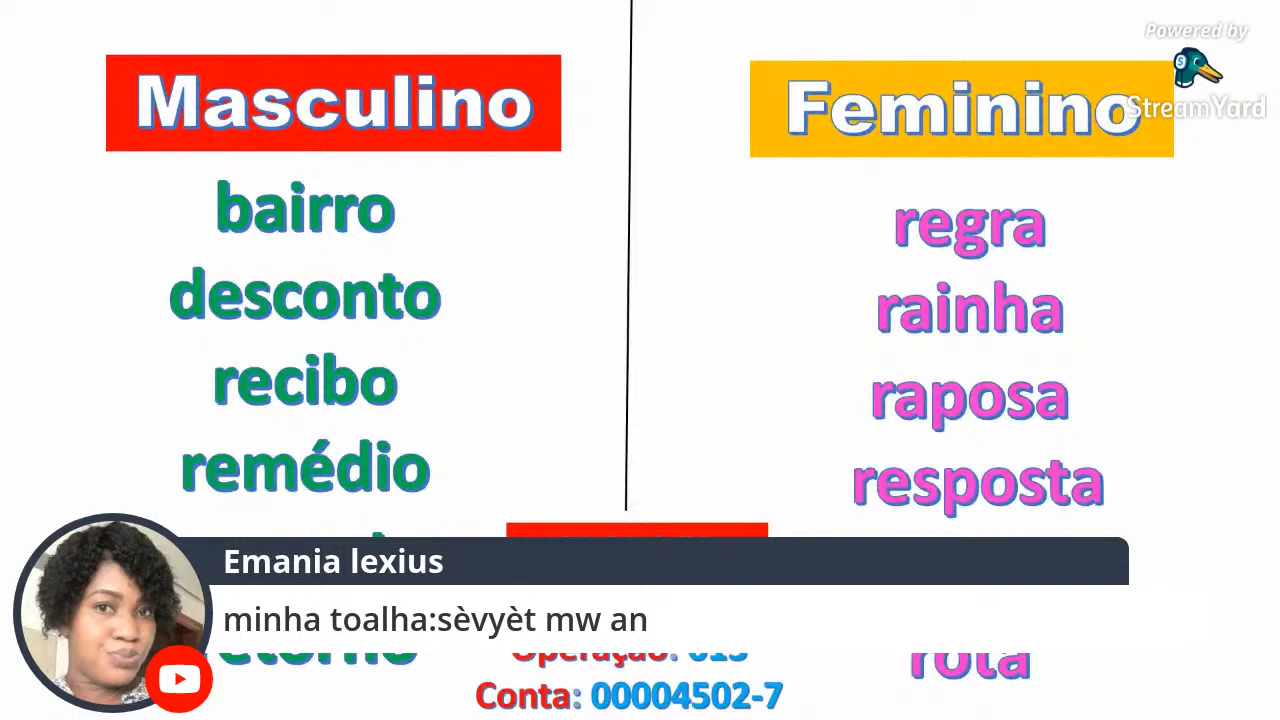 Powered by
StreamYard
Masculino
Feminino
bairro
regra
desconto
rainha
recibo
raposa
remédio
resposta
Emania lexius
minha toalha:sèvyèt mw an
rota
Conta: 00004502-7